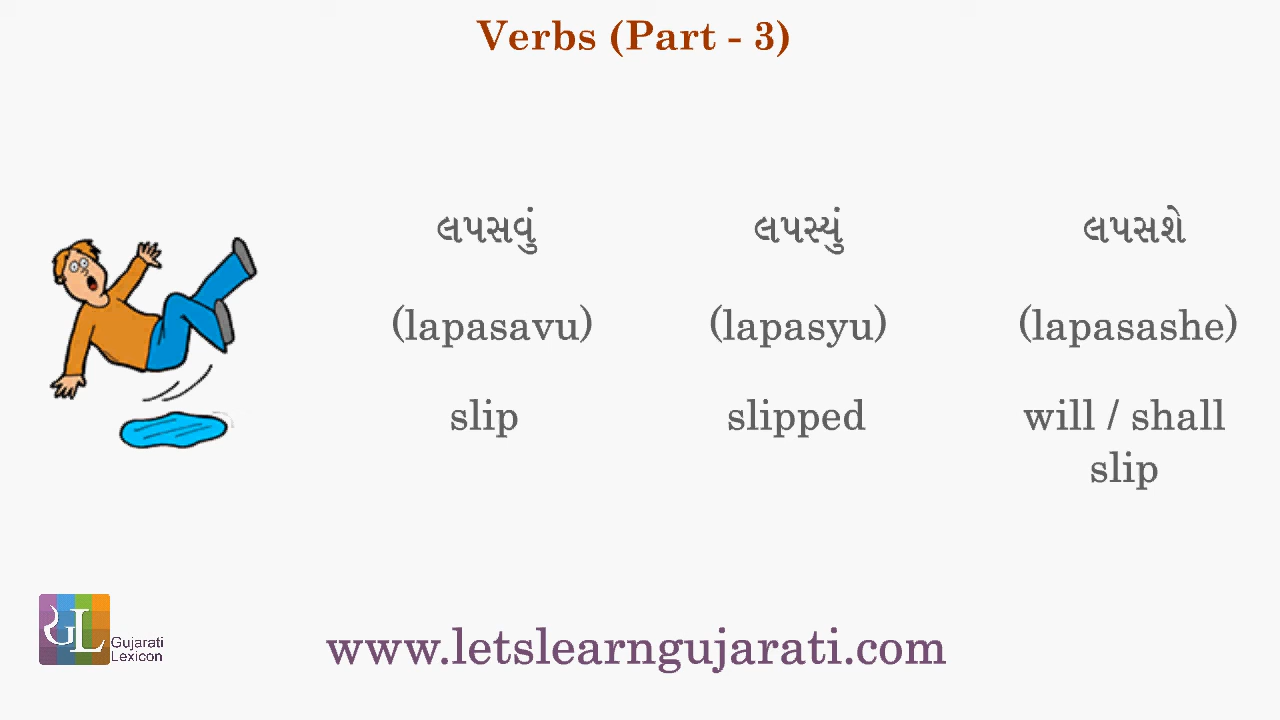 Verbs (Part - 3)
લપસવું લપસ્યું લપસશે
(lapasavu) (lapasyu) (lapasashe)
slip slipped will / shall
slip
GL
Gujarati
Lexicon
www.letslearngujarati.com